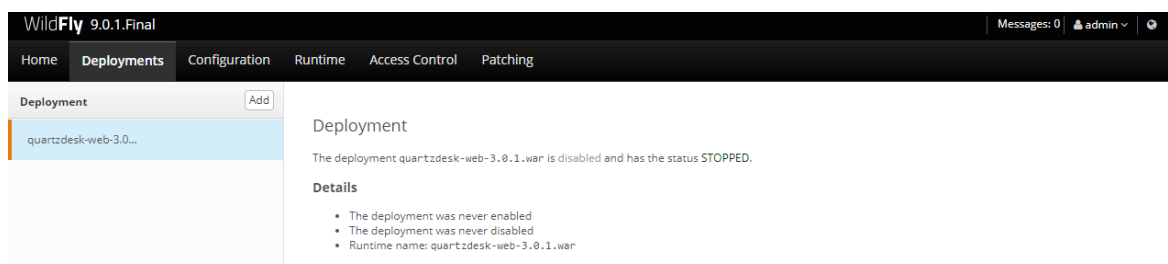 WildFly 9.0.1.Final Messages: 0 admin
Home Deployments Configuration Runtime Access Control Patching
Deployment Add
quartzdesk-web-3.0...
Deployment
The deployment quartzdesk-web-3.0.1.war is disabled and has the status STOPPED.
Details
• The deployment was never enabled
• The deployment was never disabled
• Runtime name: quartzdesk-web-3.0.1.war